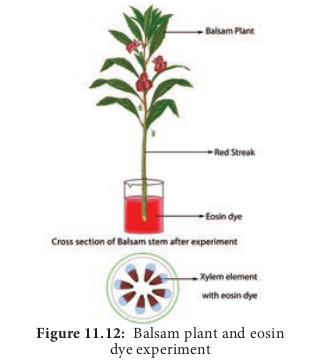 Balsam Plant
Red Streak
Eosin dye
Cross section of Balsam stem after experiment
Xylem element
with eosin dye
Figure 11.12: Balsam plant and eosin
dye experiment